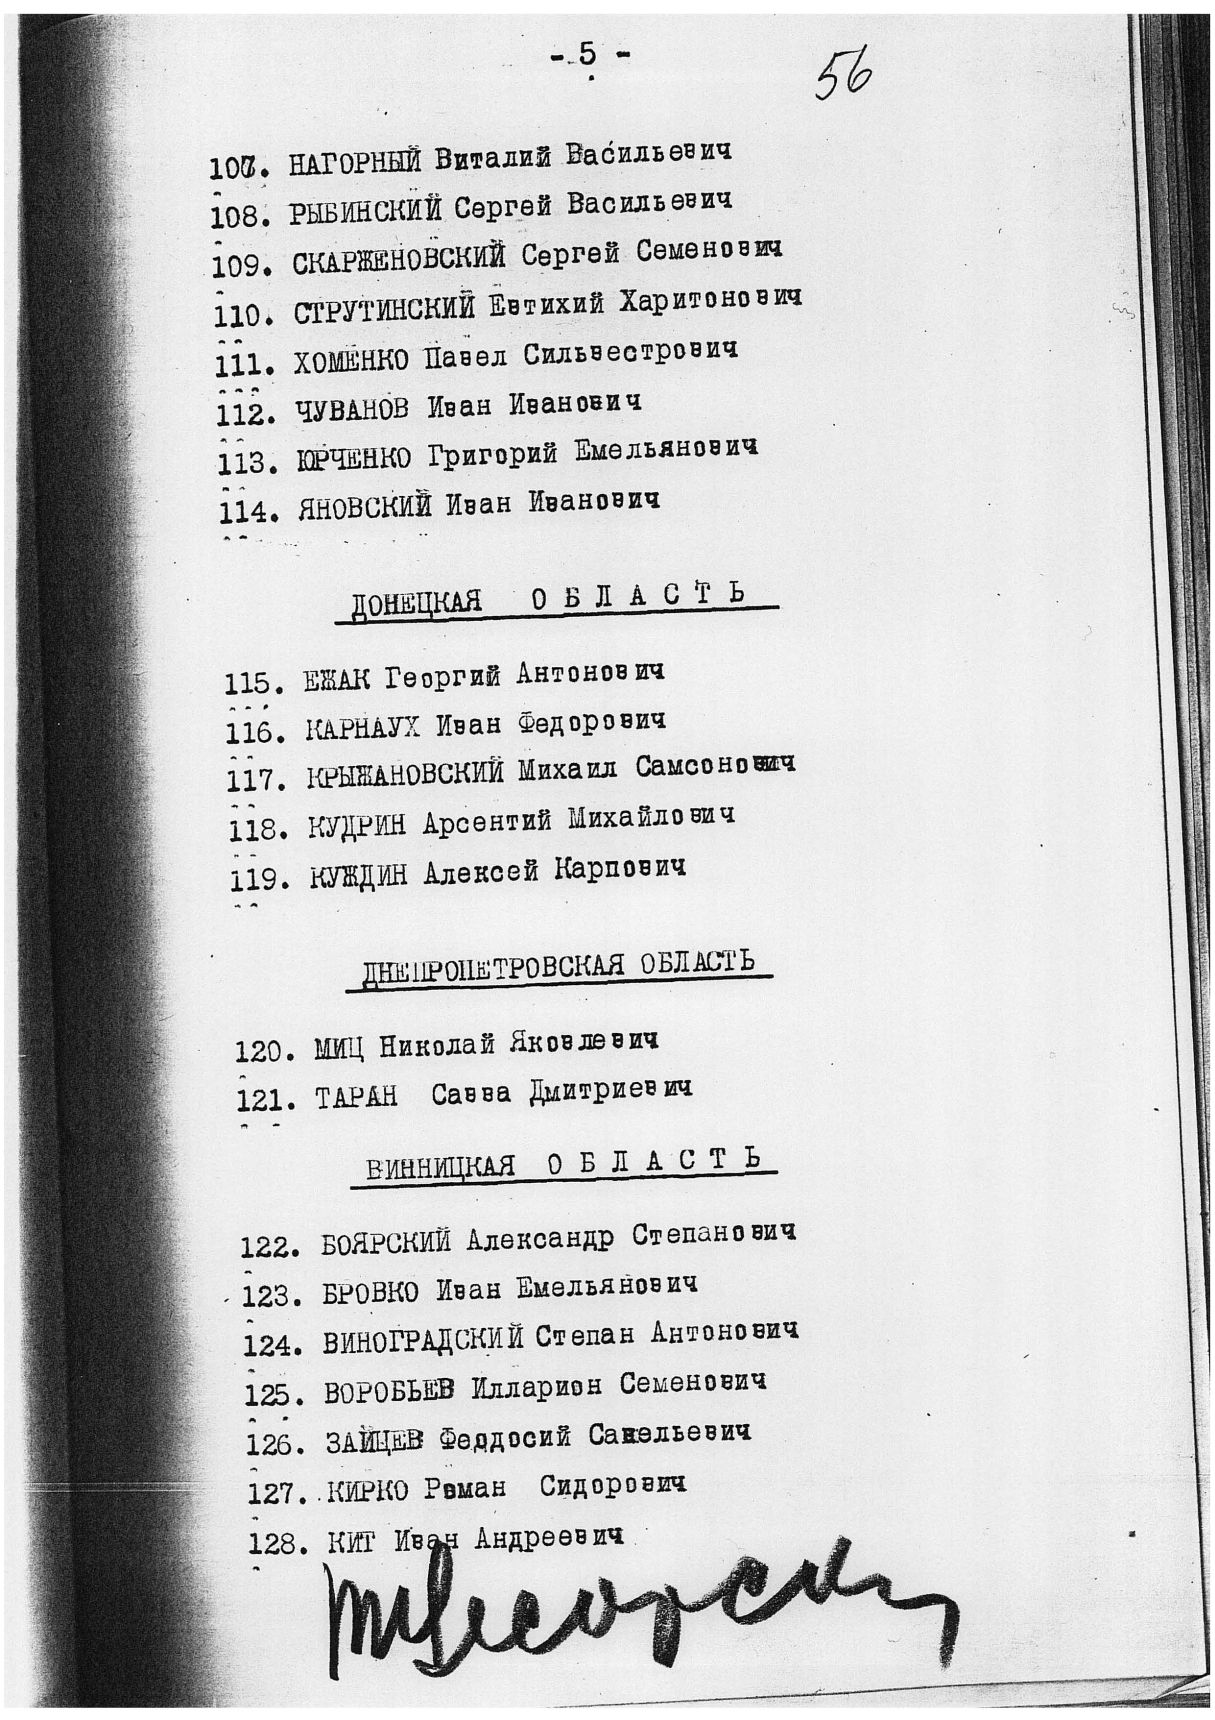 - 5 -
56
107. НАГОРНЫЙ Виталий Васильевич
108. РЫБИНСКИЙ Сергей Васильевич
109. СКАРЖЕНОВСКИЙ Сергей Семенович
110. СТРУТИНСКИЙ Евтихий Харитонович
111. ХОМЕНКО Павел Сильвестрович
112. ЧУВАНОВ Иван Иванович
113. ЮРЧЕНКО Григорий Емельянович
114. ЯНОВСКИЙ Иван Иванович
ДОНЕЦКАЯ О Б Л А С Т Ь
115. ЕЖАК Георгий Антонович
116. КАРНАУХ Иван Федорович
117. КРЫЖАНОВСКИЙ Михаил Самсонович
118. КУДРИН Арсентий Михайлович
119. КУЖДИН Алексей Карпович
ДНЕПРОПЕТРОВСКАЯ ОБЛАСТЬ
120. МИЦ Николай Яковлевич
121. ТАРАН Савва Дмитриевич
ВИННИЦКАЯ О Б Л А С Т Ь
122. БОЯРСКИЙ Александр Степанович
123. БРОВКО Иван Емельянович
124. ВИНОГРАДСКИЙ Степан Антонович
125. ВОРОБЬЕВ Илларион Семенович
126. ЗАЙЦЕВ Феодосий Савельевич
127. КИРКО Роман Сидорович
128. КИТ Иван Андреевич